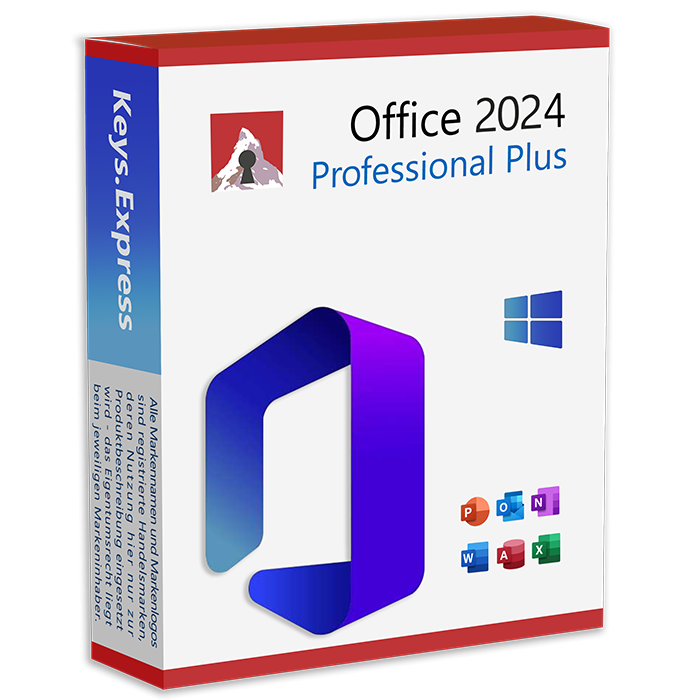 Office 2024
Professional Plus
Keys.Express
Alle Markennamen und Markenlogos
sind registrierte Handelsmarken,
deren Nutzung hier nur zur
Produktbeschreibung eingesetzt
wird - das Eigentumsrecht liegt
beim jeweiligen Markeninhaber.
P
O
N
W
A
X